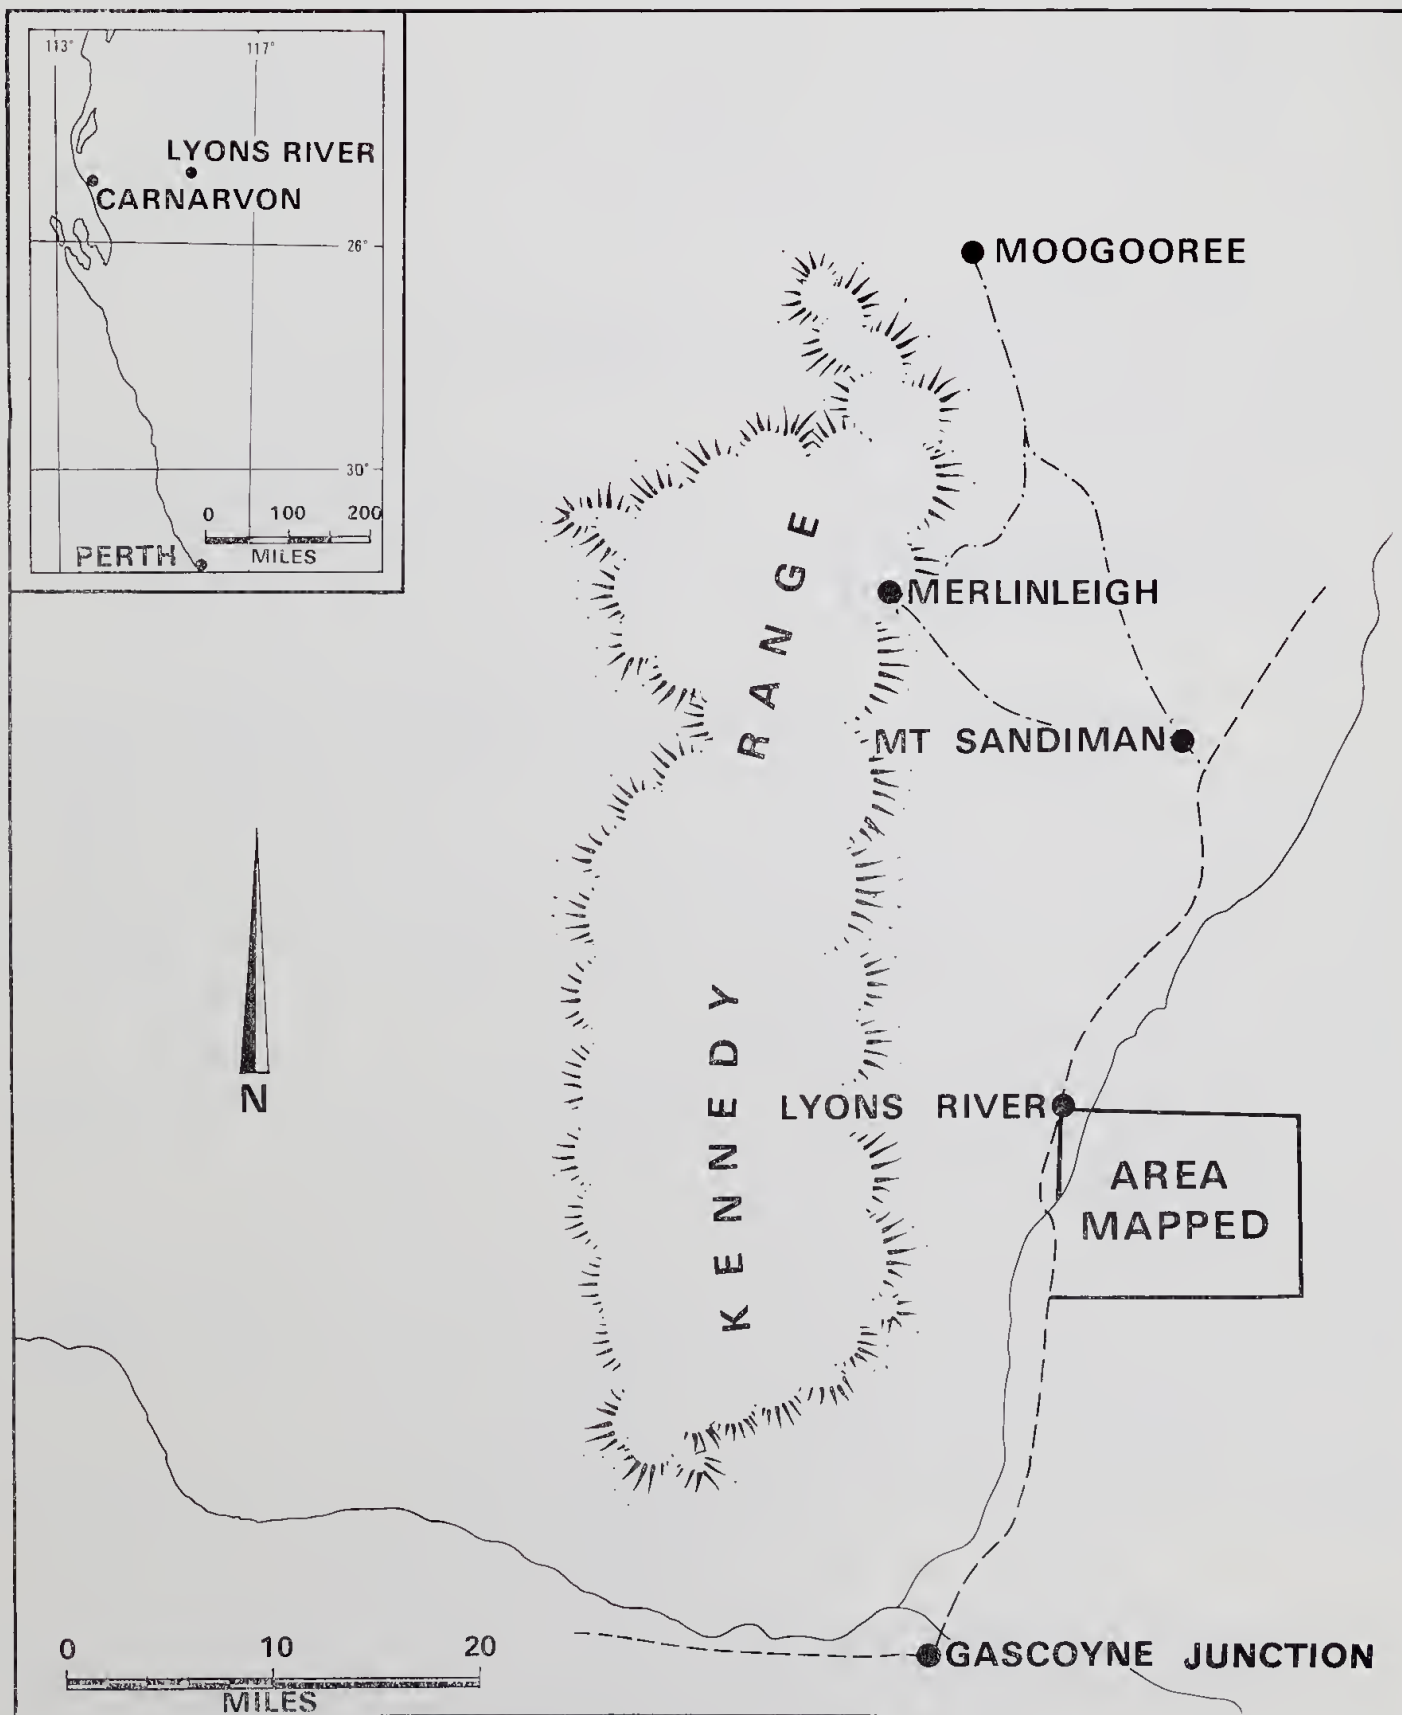 113° 117°
LYONS RIVER
CARNARVON
26°
30°
0 100 200
MILES
PERTH
MOOGOOREE
MERLINLEIGH
MT SANDIMAN
KENNEDY RANGE
N
LYONS RIVER
AREA
MAPPED
GASCOYNE JUNCTION
0 10 20
MILES